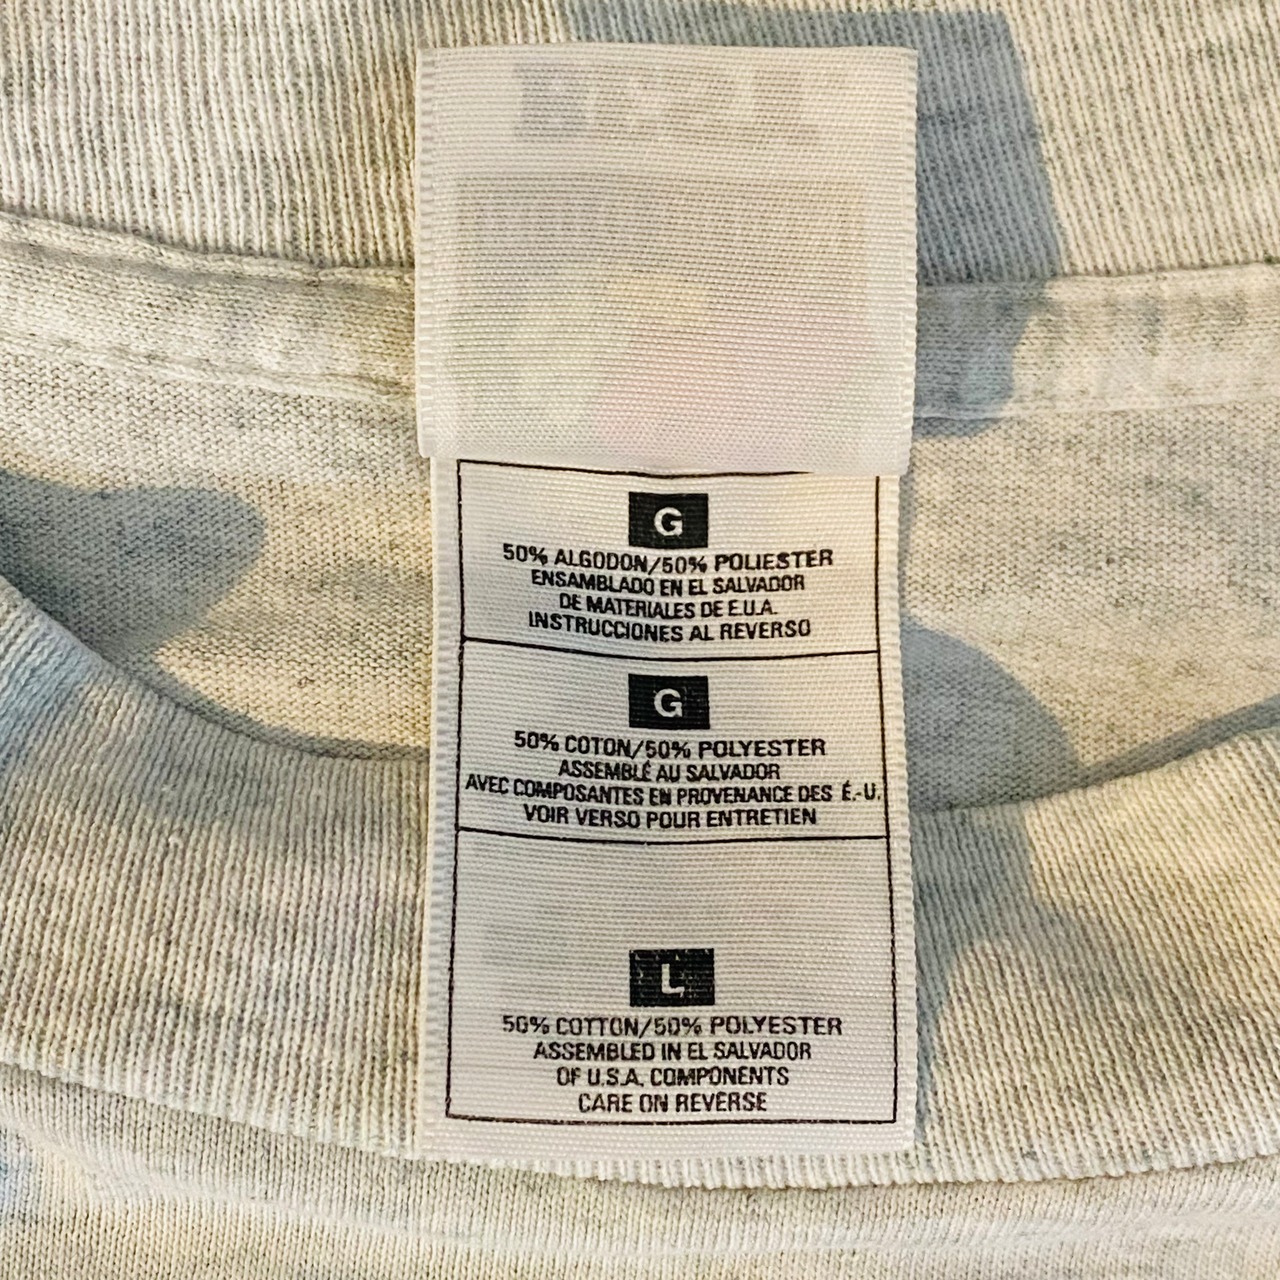 G
50% ALGODON/50% POLIESTER
ENSAMBLADO EN EL SALVADOR
DE MATERIALES DE E.U.A.
INSTRUCCIONES AL REVERSO
G
50% COTON/50% POLYESTER
ASSEMBLÉ AU SALVADOR
AVEC COMPOSANTES EN PROVENANCE DES É.-U.
VOIR VERSO POUR ENTRETIEN
L
50% COTTON/50% POLYESTER
ASSEMBLED IN EL SALVADOR
OF U.S.A. COMPONENTS
CARE ON REVERSE